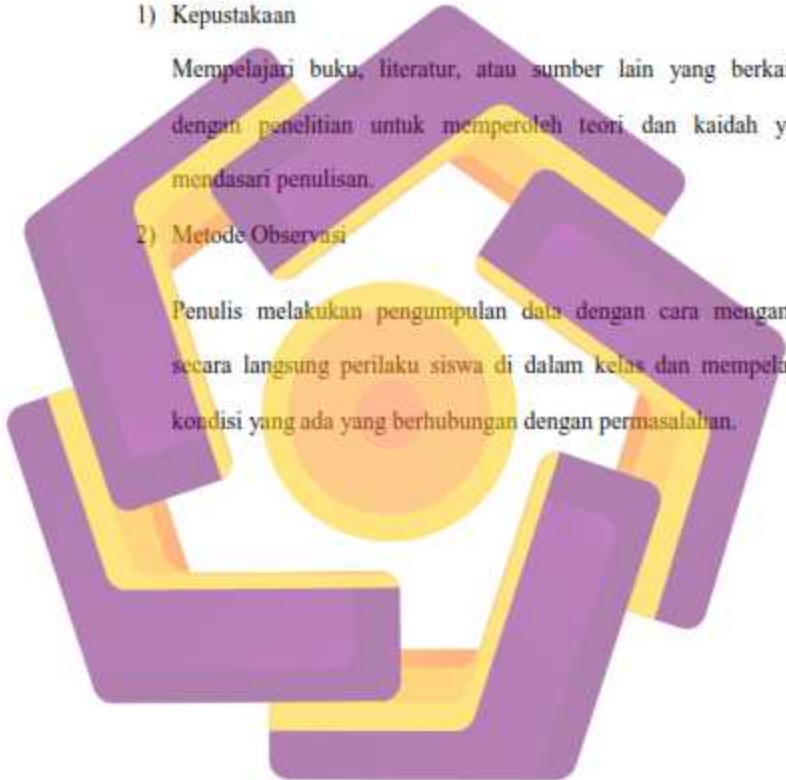 1) Kepustakaan
Mempelajari buku, literatur, atau sumber lain yang berkai
dengan penelitian untuk memperoleh teori dan kaidah y
mendasari penulisan.
2) Metode Observasi
Penulis melakukan pengumpulan data dengan cara mengan
secara langsung perilaku siswa di dalam kelas dan mempela
kondisi yang ada yang berhubungan dengan permasalahan.